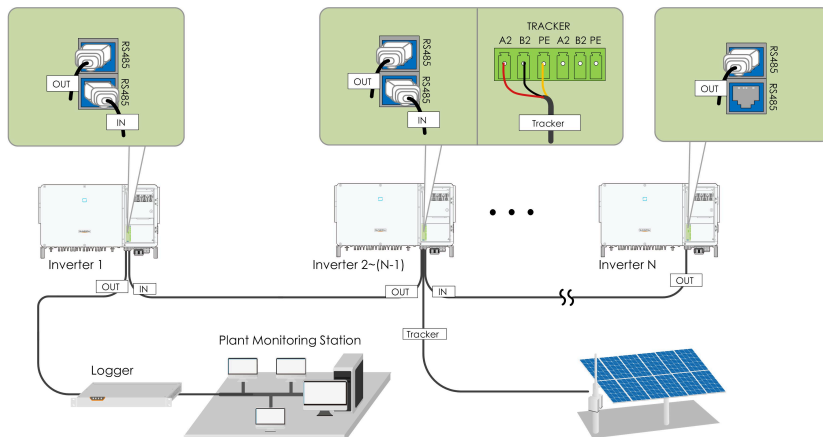 RS485
RS485
OUT
IN
RS485
RS485
OUT
IN
TRACKER
A2 B2 PE A2 B2 PE
Tracker
RS485
RS485
OUT
Inverter 1
Inverter 2~(N-1)
Inverter N
OUT
IN
OUT
IN
OUT
Tracker
Plant Monitoring Station
Logger